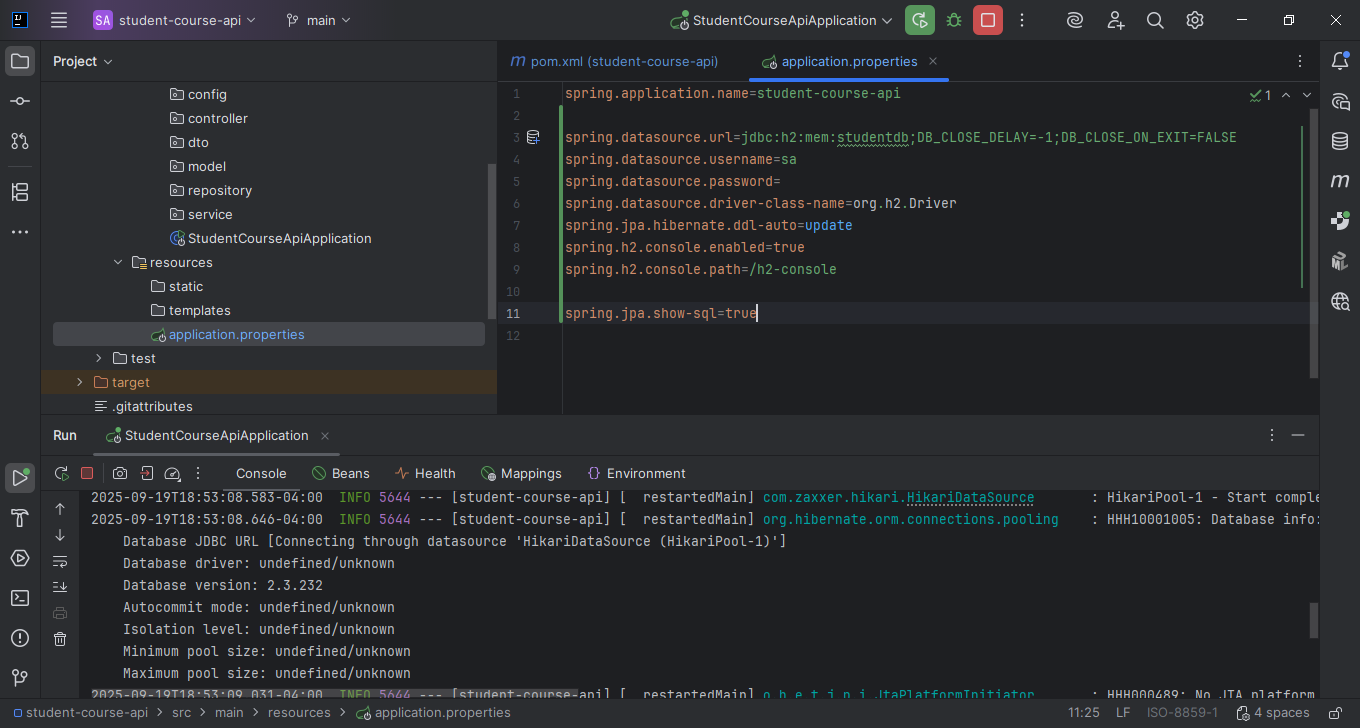 SA student-course-api main StudentCourseApiApplication
Project
config
controller
dto
model
repository
service
StudentCourseApiApplication
resources
static
templates
application.properties
test
target
.gitattributes
m pom.xml (student-course-api) application.properties
1 spring.application.name=student-course-api 1
2
3 spring.datasource.url=jdbc:h2:mem:studentdb;DB_CLOSE_DELAY=-1;DB_CLOSE_ON_EXIT=FALSE
4 spring.datasource.username=sa
5 spring.datasource.password=
6 spring.datasource.driver-class-name=org.h2.Driver
7 spring.jpa.hibernate.ddl-auto=update
8 spring.h2.console.enabled=true
9 spring.h2.console.path=/h2-console
10
11 spring.jpa.show-sql=true
12
Run StudentCourseApiApplication
Console Beans Health Mappings Environment
2025-09-19T18:53:08.583-04:00 INFO 5644 --- [student-course-api] [ restartedMain] com.zaxxer.hikari.HikariDataSource : HikariPool-1 - Start comple
2025-09-19T18:53:08.646-04:00 INFO 5644 --- [student-course-api] [ restartedMain] org.hibernate.orm.connections.pooling : HHH10001005: Database info:
Database JDBC URL [Connecting through datasource 'HikariDataSource (HikariPool-1)']
Database driver: undefined/unknown
Database version: 2.3.232
Autocommit mode: undefined/unknown
Isolation level: undefined/unknown
Minimum pool size: undefined/unknown
Maximum pool size: undefined/unknown
2025-09-19T18:53:09.031-04:00 INFO 5644 --- [student-course-api] [ restartedMain] o.h.e.t.j.p.i.JtaPlatformInitiator : HHH000489: No JTA platform
student-course-api > src > main > resources > application.properties 11:25 LF ISO-8859-1 4 spaces